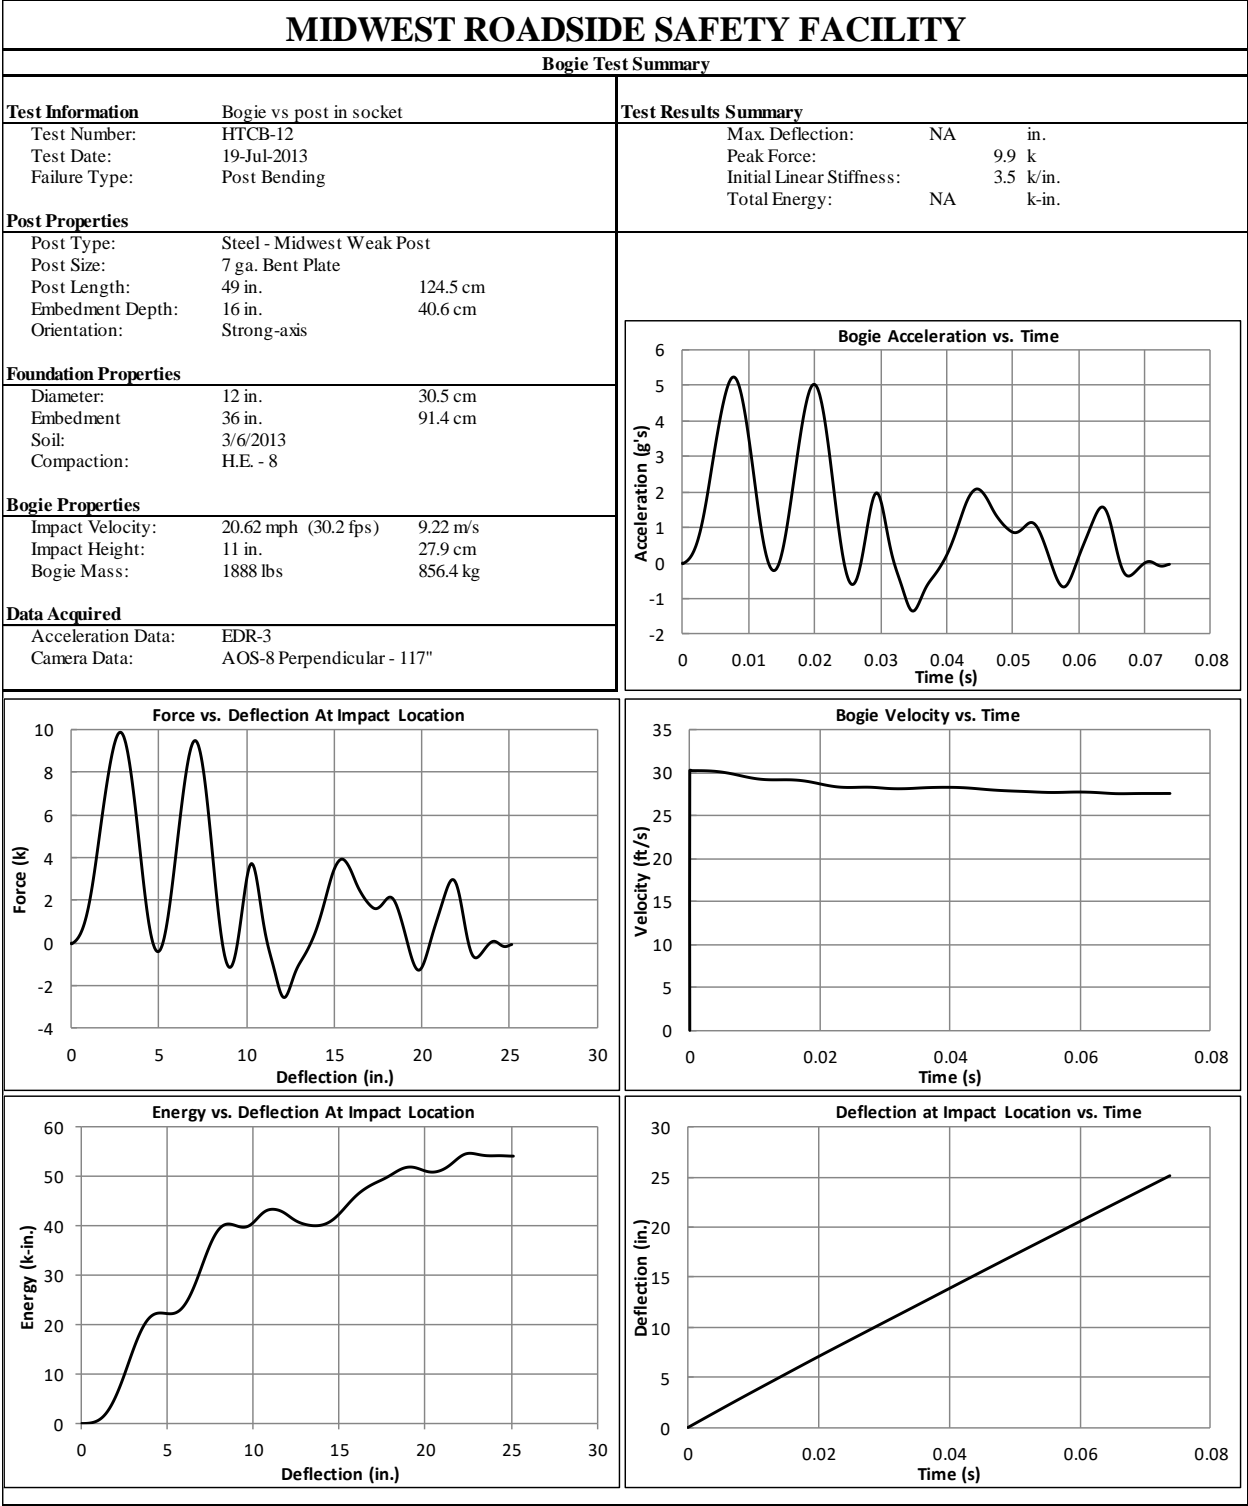 MIDWEST ROADSIDE SAFETY FACILITY
Bogie Test Summary
Test Information Bogie vs post in socket
Test Number: HTCB-12
Test Date: 19-Jul-2013
Failure Type: Post Bending
Post Properties
Post Type: Steel - Midwest Weak Post
Post Size: 7 ga. Bent Plate
Post Length: 49 in. 124.5 cm
Embedment Depth: 16 in. 40.6 cm
Orientation: Strong-axis
Foundation Properties
Diameter: 12 in. 30.5 cm
Embedment 36 in. 91.4 cm
Soil: 3/6/2013
Compaction: H.E. - 8
Bogie Properties
Impact Velocity: 20.62 mph (30.2 fps) 9.22 m/s
Impact Height: 11 in. 27.9 cm
Bogie Mass: 1888 lbs 856.4 kg
Data Acquired
Acceleration Data: EDR-3
Camera Data: AOS-8 Perpendicular - 117"
Test Results Summary
Max. Deflection: NA in.
Peak Force: 9.9 k
Initial Linear Stiffness: 3.5 k/in.
Total Energy: NA k-in.
Bogie Acceleration vs. Time
Acceleration (g's)
6
5
4
3
2
1
0
-1
-2
0 0.01 0.02 0.03 0.04 0.05 0.06 0.07 0.08
Time (s)
Force vs. Deflection At Impact Location
Force (k)
10
8
6
4
2
0
-2
-4
0 5 10 15 20 25 30
Deflection (in.)
Bogie Velocity vs. Time
Velocity (ft/s)
35
30
25
20
15
10
5
0
0 0.02 0.04 0.06 0.08
Time (s)
Energy vs. Deflection At Impact Location
Energy (k-in.)
60
50
40
30
20
10
0
0 5 10 15 20 25 30
Deflection (in.)
Deflection at Impact Location vs. Time
Deflection (in.)
30
25
20
15
10
5
0
0 0.02 0.04 0.06 0.08
Time (s)